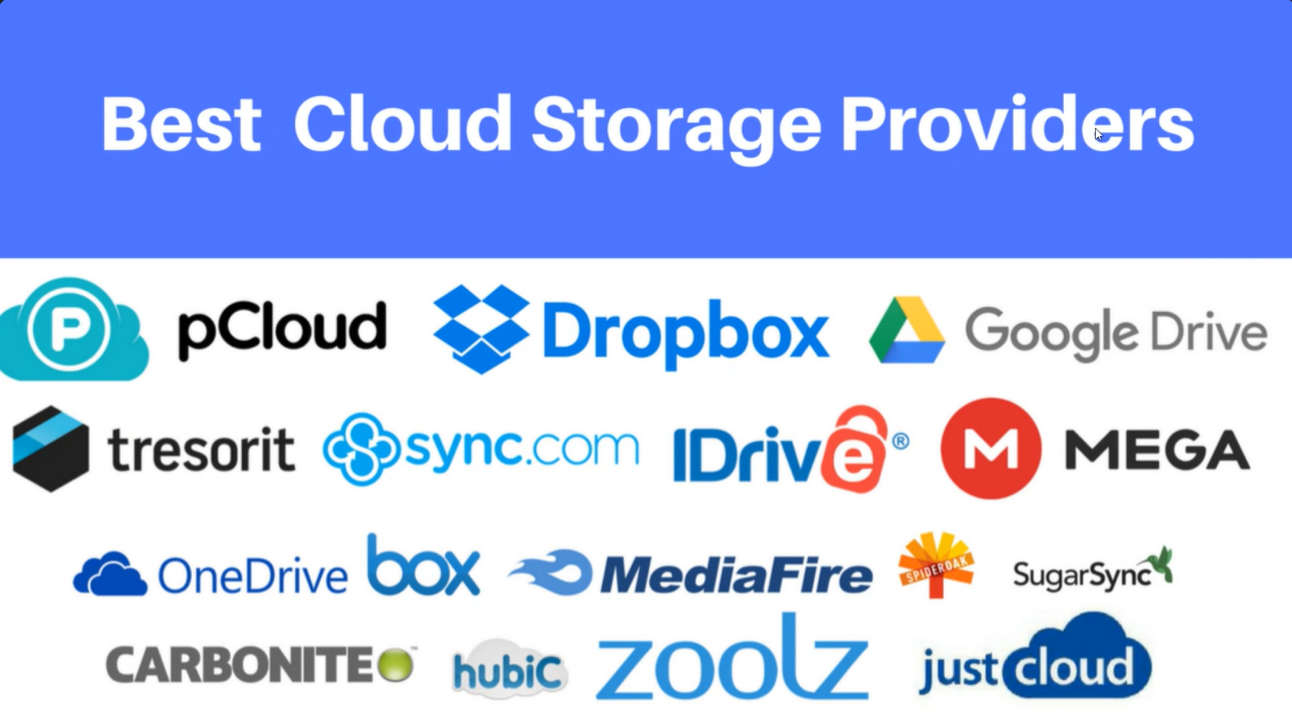 Best Cloud Storage Providers
P pCloud Dropbox Google Drive
tresorit sync.com IDrive® M MEGA
OneDrive box MediaFire SPIDEROAK SugarSync
CARBONITE™ hubiC zoolz justcloud